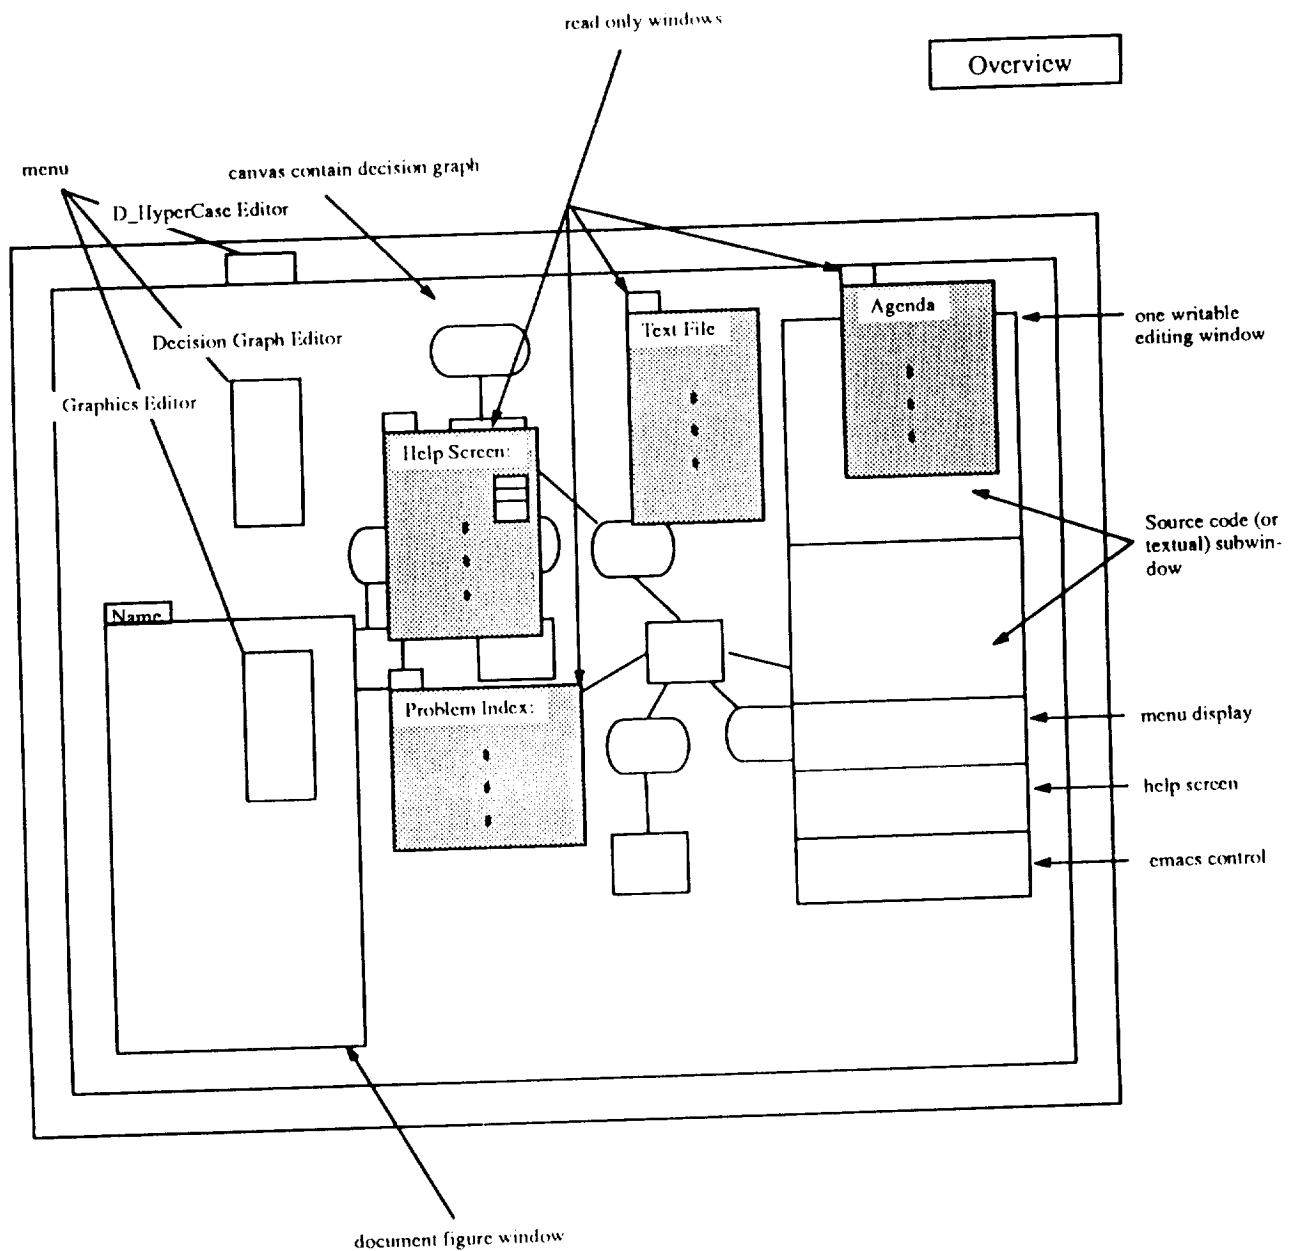 read only windows
Overview
menu
canvas contain decision graph
D_HyperCase Editor
Agenda
Text File
one writable
editing window
Decision Graph Editor
Graphics Editor
Help Screen:
Source code (or
textual) subwin-
dow
Name
Problem Index:
menu display
help screen
emacs control
document figure window